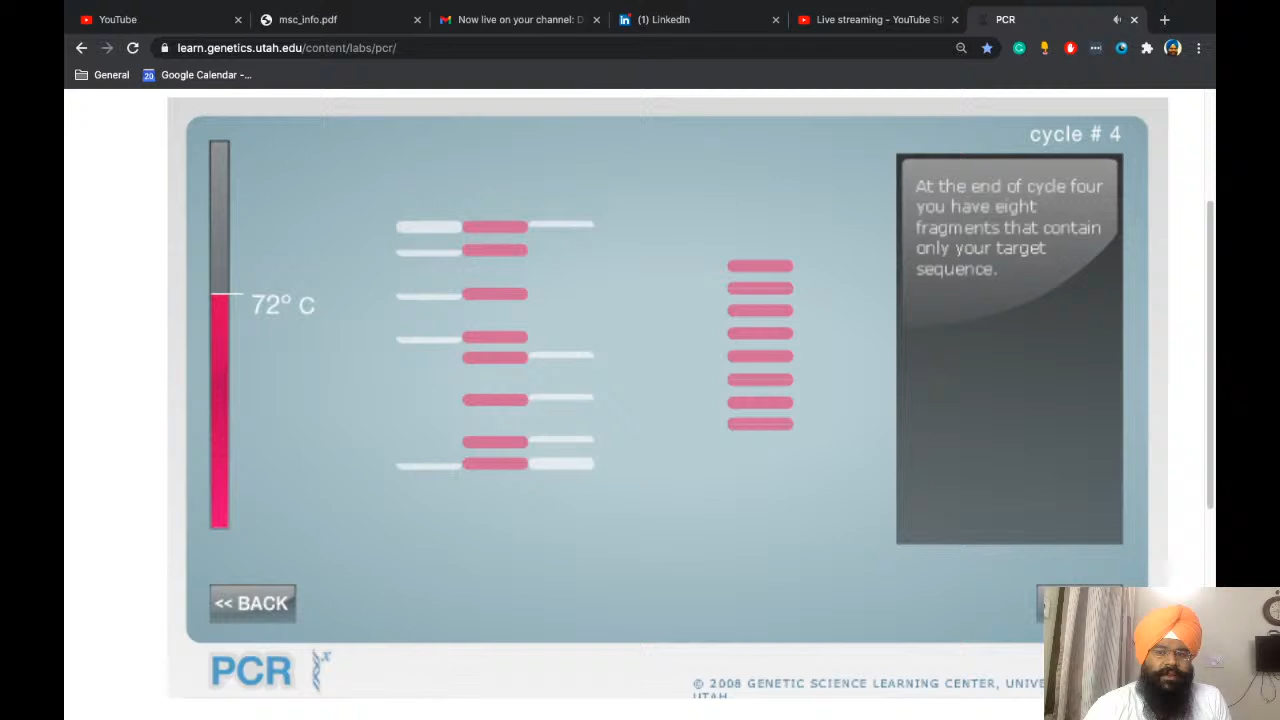 YouTube
msc_info.pdf
Now live on your channel: D
(1) LinkedIn
Live streaming - YouTube S
PCR
learn.genetics.utah.edu/content/labs/pcr/
General
20
Google Calendar -...
cycle # 4
At the end of cycle four
you have eight
fragments that contain
only your target
sequence.
72° C
<< BACK
PCR
© 2008 GENETIC SCIENCE LEARNING CENTER, UNIVE
UTAH